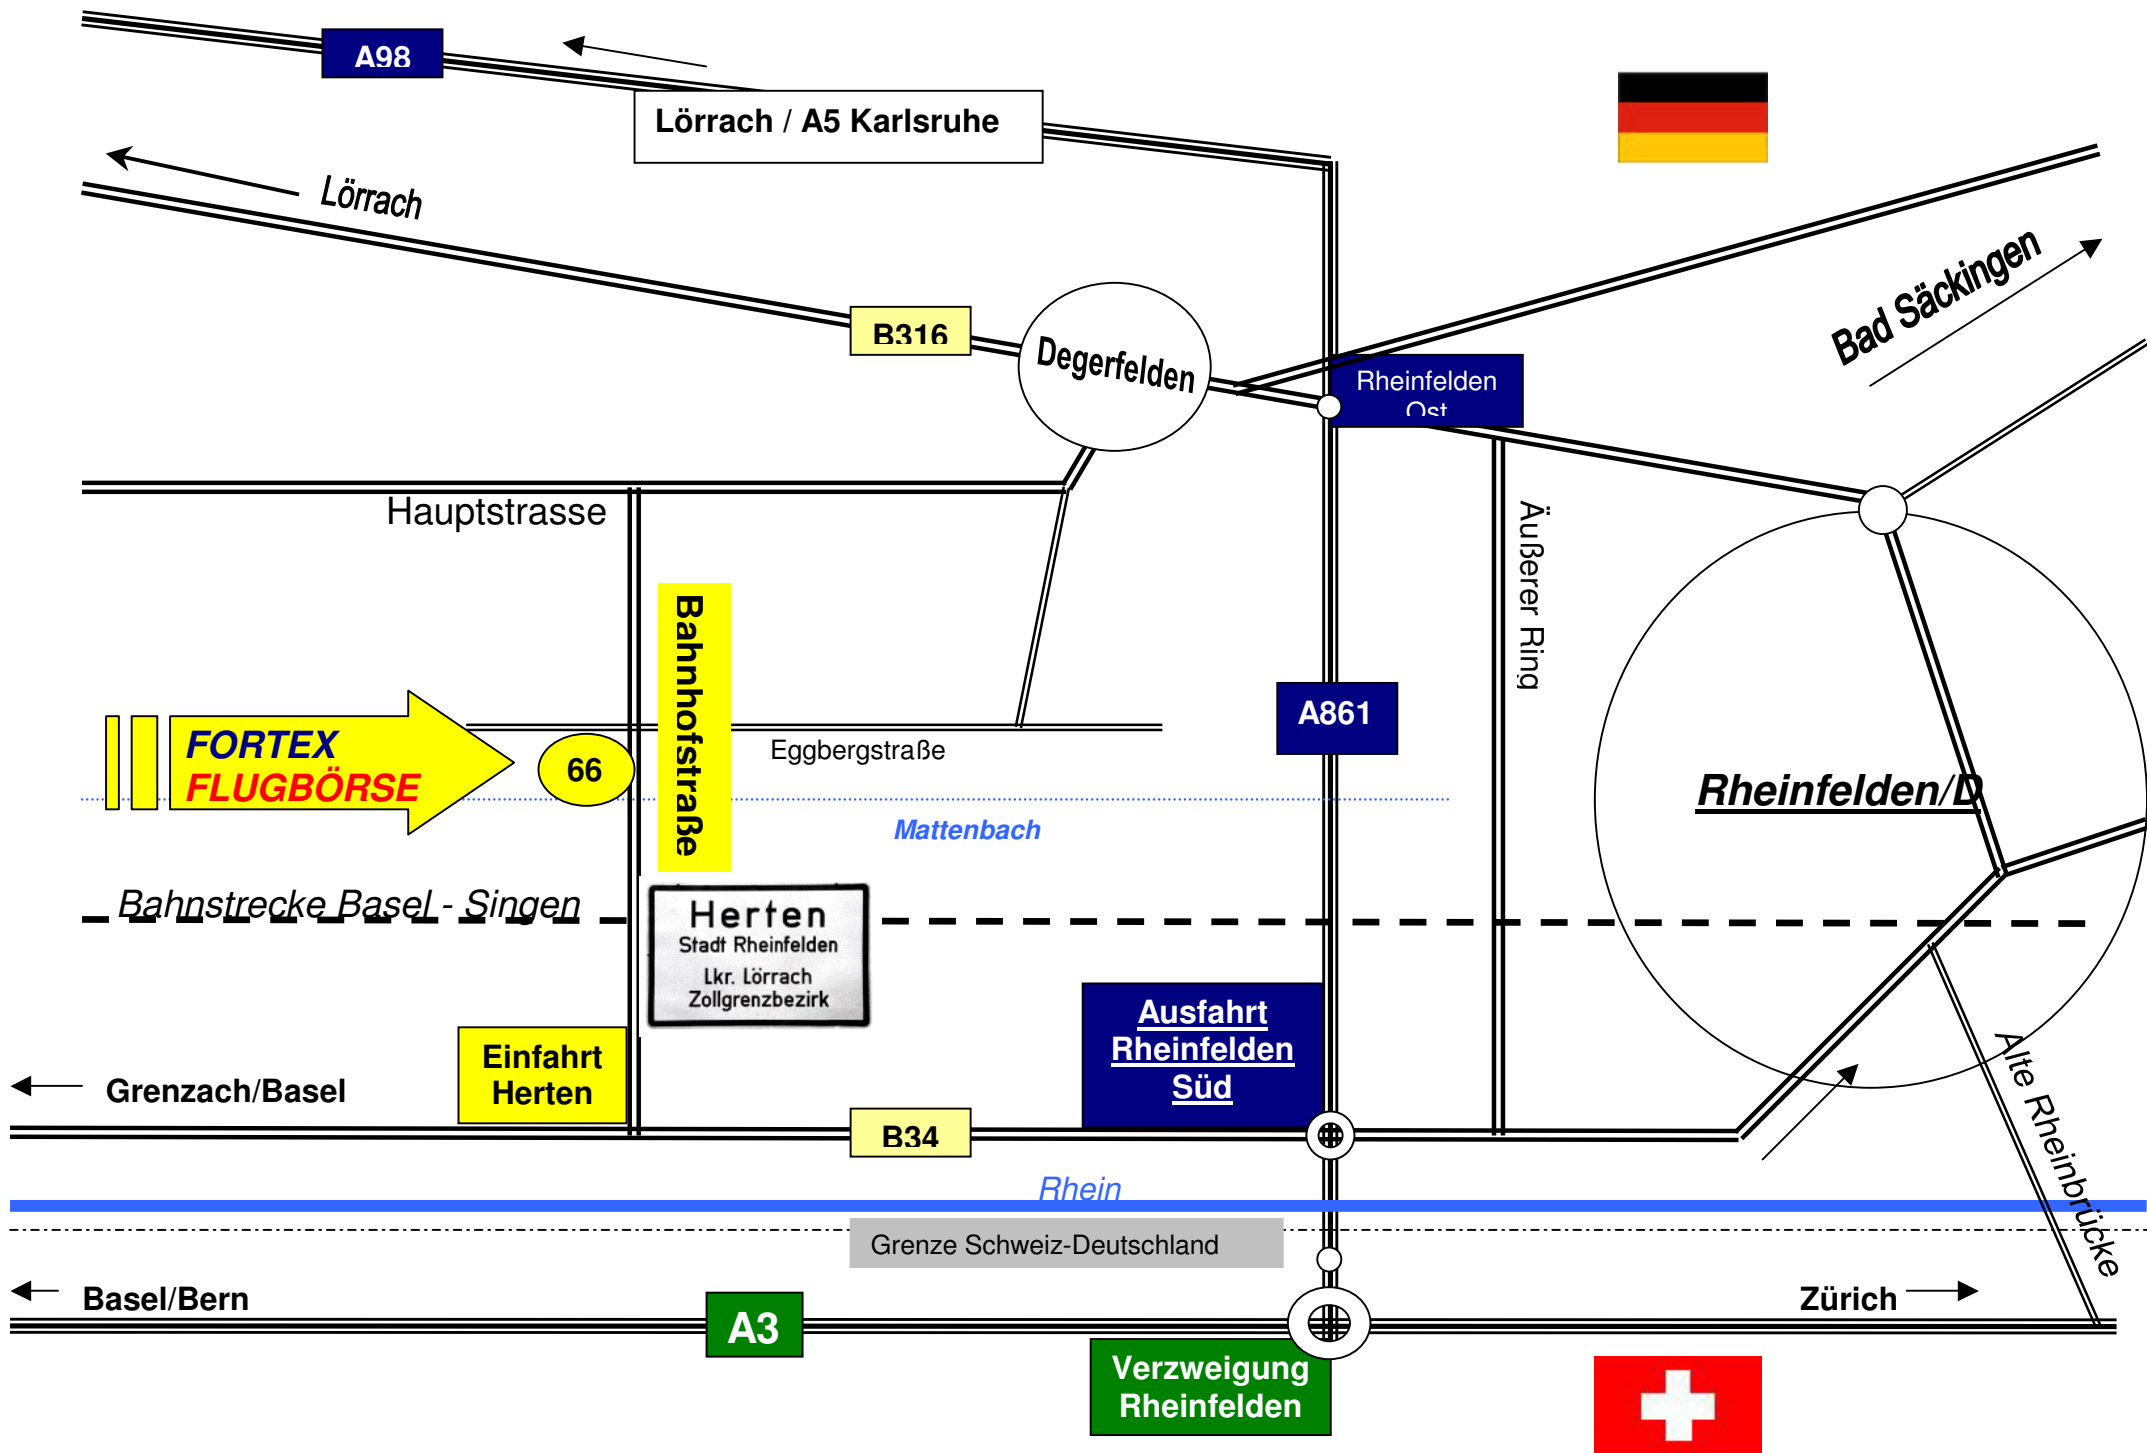 A98
Lörrach / A5 Karlsruhe
Lörrach
B316
Degerfelden
Rheinfelden
Ost
Bad Säckingen
Hauptstrasse
Äußerer Ring
Bahnhofstraße
A861
FORTEX
FLUGBÖRSE
66
Eggbergstraße
Rheinfelden/D
Mattenbach
Bahnstrecke Basel - Singen
Herten
Stadt Rheinfelden
Lkr. Lörrach
Zollgrenzbezirk
Ausfahrt
Rheinfelden
Süd
Einfahrt
Herten
Grenzach/Basel
B34
Alte Rheinbrücke
Rhein
Grenze Schweiz-Deutschland
Basel/Bern
A3
Zürich
Verzweigung
Rheinfelden